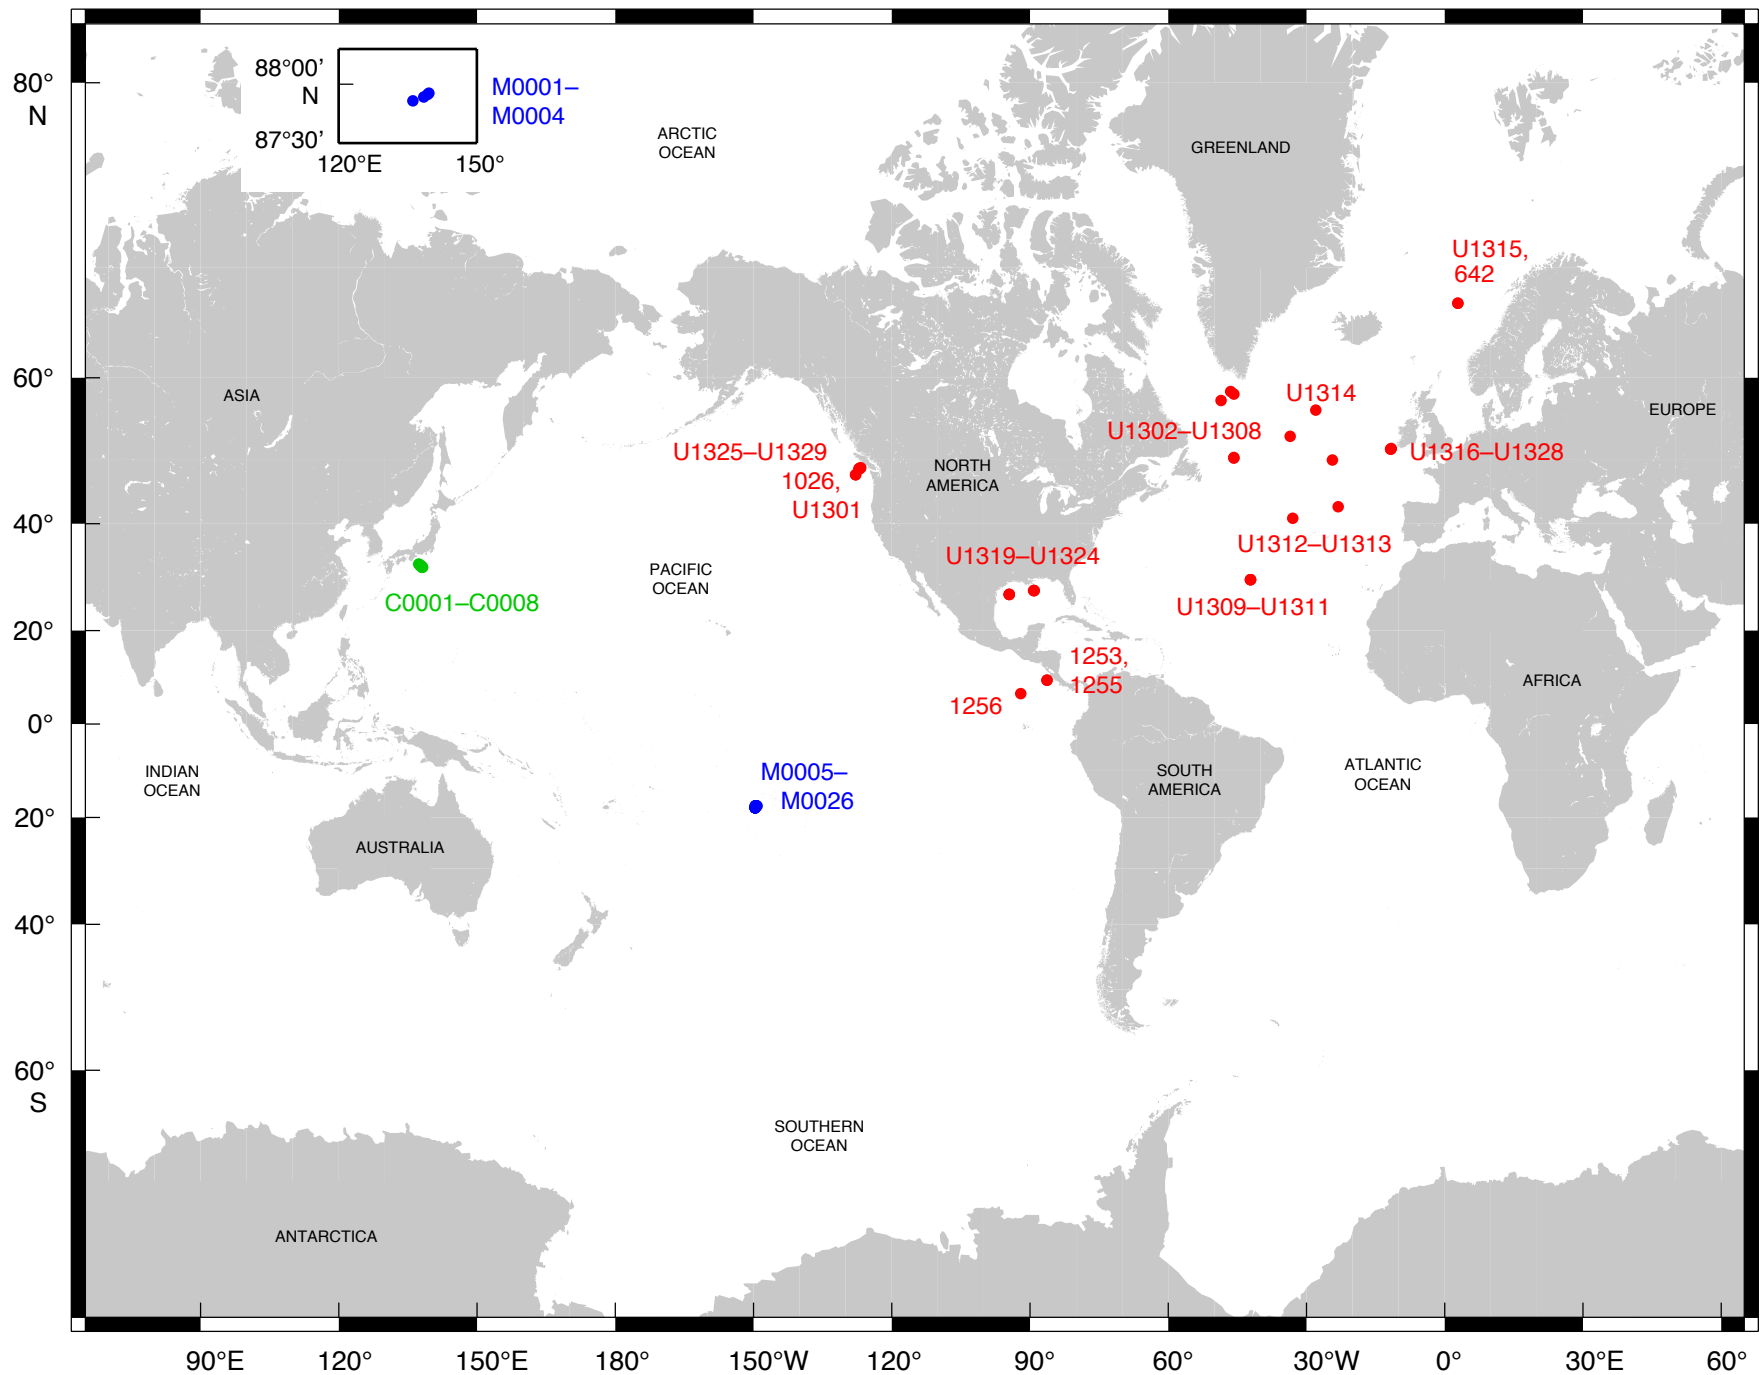 88°00’
N
87°30’
120°E
150°
M0001–
M0004
80°
N
60°
40°
20°
0°
20°
40°
60°
S
ARCTIC
OCEAN
GREENLAND
U1315,
642
ASIA
U1314
EUROPE
U1302–U1308
U1325–U1329
1026,
U1301
NORTH
AMERICA
U1316–U1328
U1312–U1313
U1319–U1324
PACIFIC
OCEAN
C0001–C0008
U1309–U1311
1253,
1255
1256
AFRICA
INDIAN
OCEAN
M0005–
M0026
SOUTH
AMERICA
ATLANTIC
OCEAN
AUSTRALIA
SOUTHERN
OCEAN
ANTARCTICA
90°E
120°
150°E
180°
150°W
120°
90°
60°
30°W
0°
30°E
60°